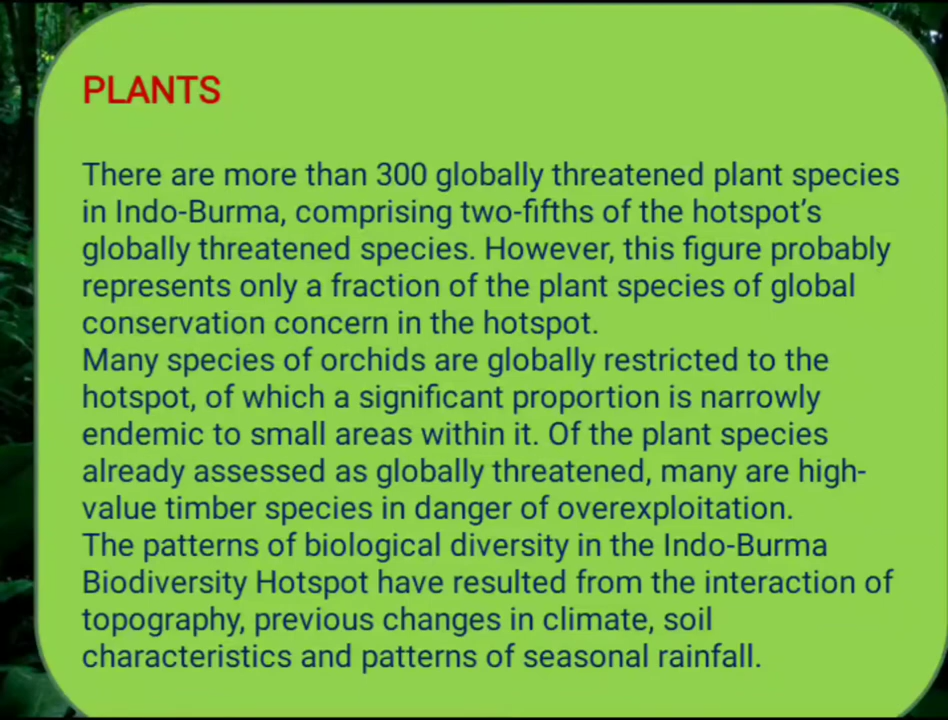 PLANTS
There are more than 300 globally threatened plant species
in Indo-Burma, comprising two-fifths of the hotspot’s
globally threatened species. However, this figure probably
represents only a fraction of the plant species of global
conservation concern in the hotspot.
Many species of orchids are globally restricted to the
hotspot, of which a significant proportion is narrowly
endemic to small areas within it. Of the plant species
already assessed as globally threatened, many are high-
value timber species in danger of overexploitation.
The patterns of biological diversity in the Indo-Burma
Biodiversity Hotspot have resulted from the interaction of
topography, previous changes in climate, soil
characteristics and patterns of seasonal rainfall.